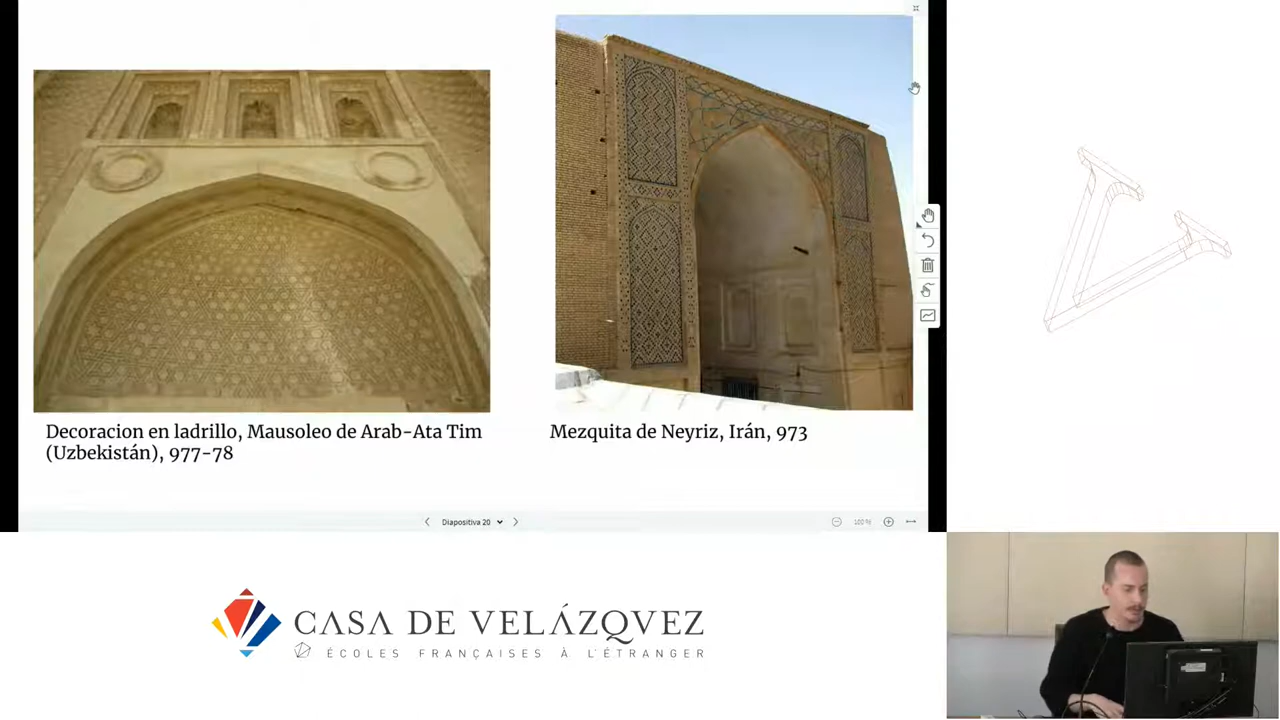 Decoracion en ladrillo, Mausoleo de Arab-Ata Tim
(Uzbekistán), 977-78
Mezquita de Neyriz, Irán, 973
Diapositiva 20
100 %
CASA DE VELÁZQVEZ
ÉCOLES FRANÇAISES À L'ÉTRANGER